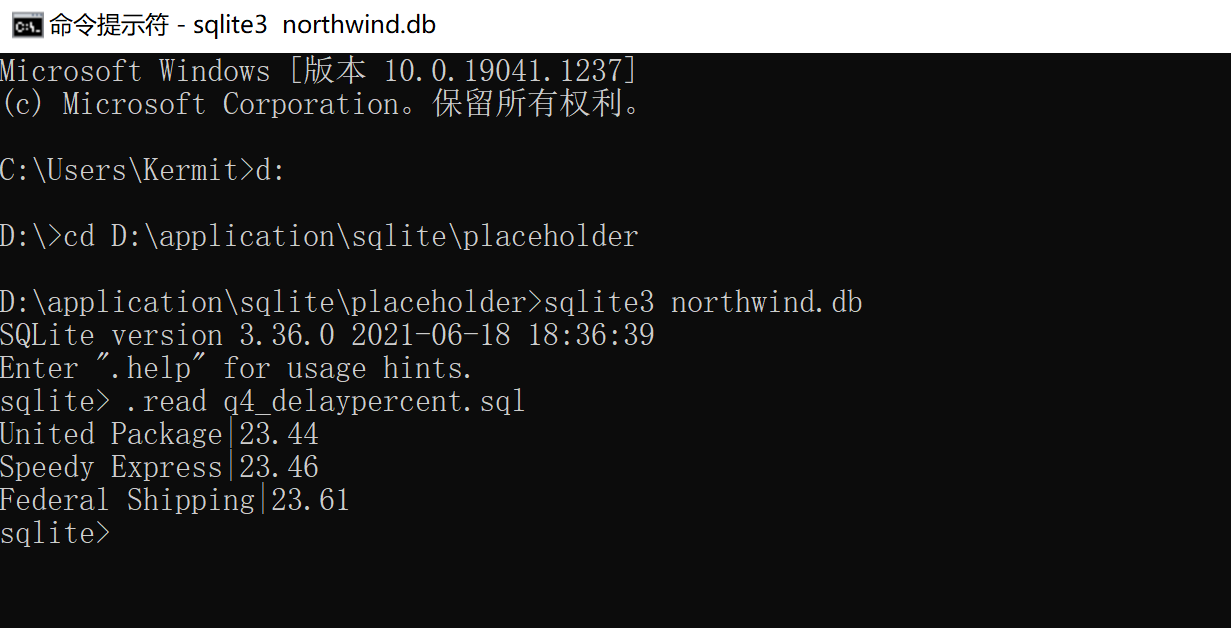 命令提示符 - sqlite3  northwind.db
Microsoft Windows [版本 10.0.19041.1237]
(c) Microsoft Corporation。保留所有权利。
C:\Users\Kermit>d:
D:\>cd D:\application\sqlite\placeholder
D:\application\sqlite\placeholder>sqlite3 northwind.db
SQLite version 3.36.0 2021-06-18 18:36:39
Enter ".help" for usage hints.
sqlite> .read q4_delaypercent.sql
United Package|23.44
Speedy Express|23.46
Federal Shipping|23.61
sqlite>